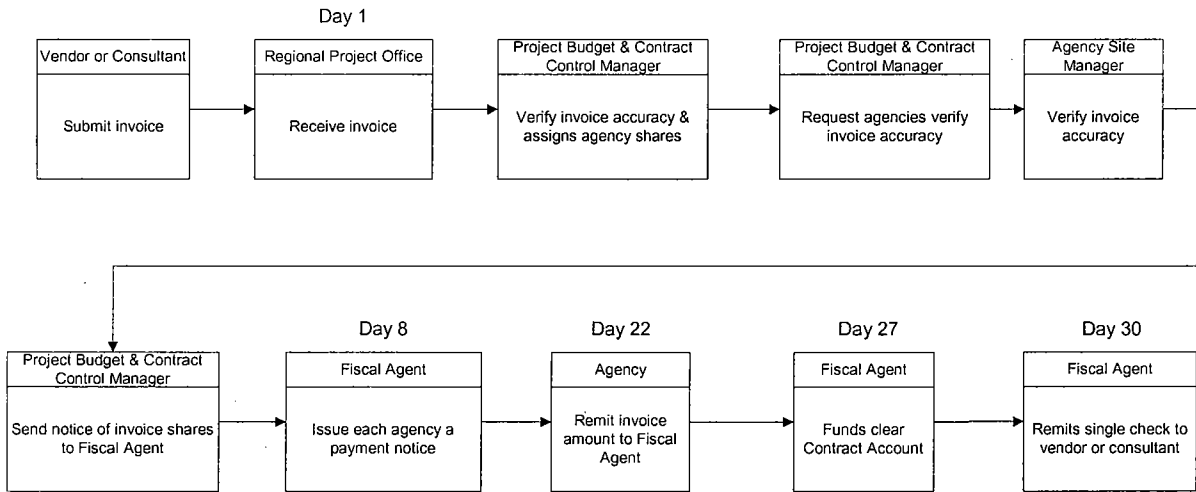 Day 1
Vendor or Consultant
Submit invoice
Regional Project Office
Receive invoice
Project Budget & Contract
Control Manager
Verify invoice accuracy &
assigns agency shares
Project Budget & Contract
Control Manager
Request agencies verify
invoice accuracy
Agency Site
Manager
Verify invoice
accuracy
Project Budget & Contract
Control Manager
Send notice of invoice shares
to Fiscal Agent
Day 8
Fiscal Agent
Issue each agency a
payment notice
Day 22
Agency
Remit invoice
amount to Fiscal
Agent
Day 27
Fiscal Agent
Funds clear
Contract Account
Day 30
Fiscal Agent
Remits single check to
vendor or consultant